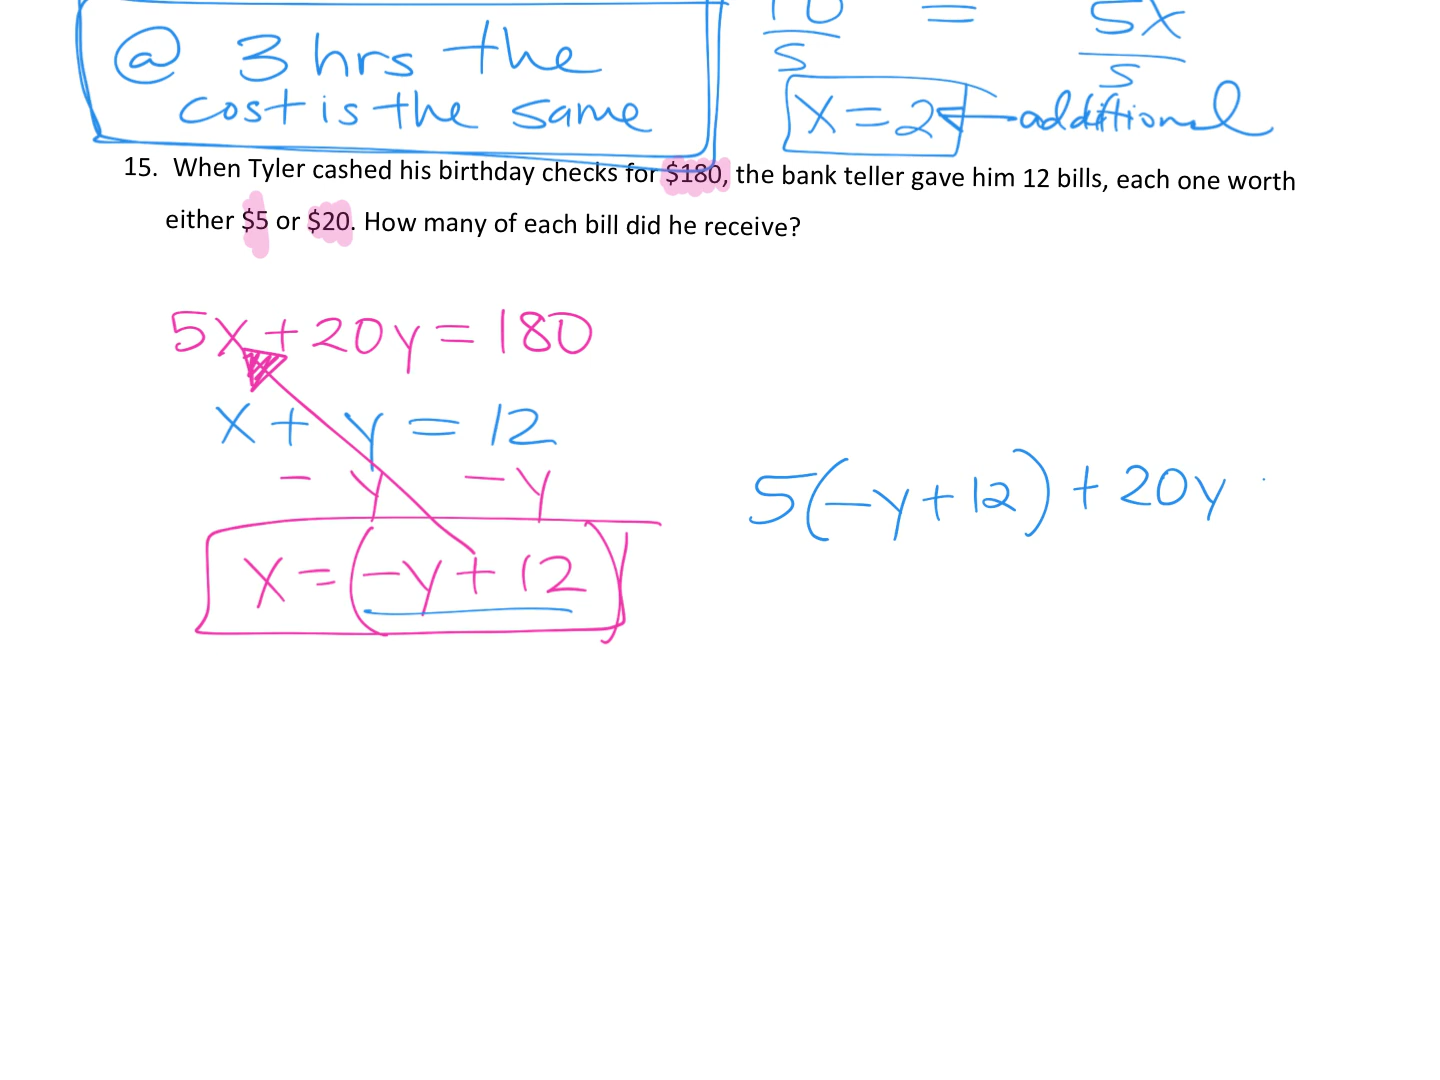 @ 3 hrs the
cost is the same
10/5 = 5x/5
x = 2 additional
15. When Tyler cashed his birthday checks for $180, the bank teller gave him 12 bills, each one worth
either $5 or $20. How many of each bill did he receive?
5x + 20y = 180
x + y = 12
- y - y
x = (-y + 12)
5(-y + 12) + 20y